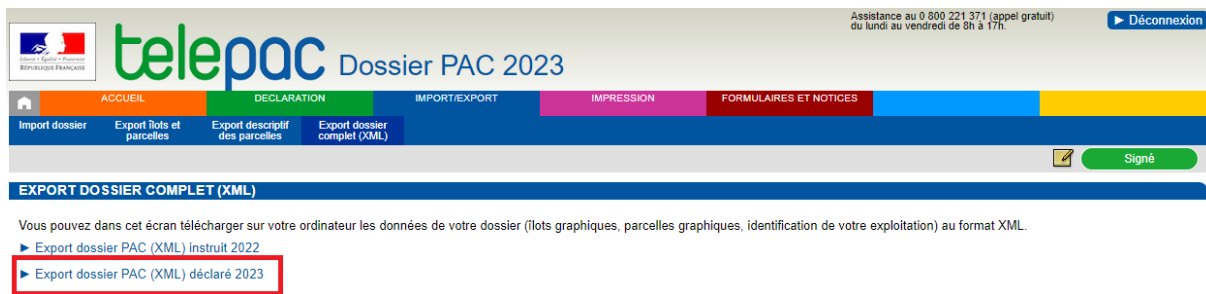 Assistance au 0 800 221 371 (appel gratuit)
du lundi au vendredi de 8h à 17h.
► Déconnexion
Liberté • Égalité • Fraternité
RÉPUBLIQUE FRANÇAISE
telepac Dossier PAC 2023
ACCUEIL DECLARATION IMPORT/EXPORT IMPRESSION FORMULAIRES ET NOTICES
Import dossier
Export îlots et
parcelles
Export descriptif
des parcelles
Export dossier
complet (XML)
Signé
EXPORT DOSSIER COMPLET (XML)
Vous pouvez dans cet écran télécharger sur votre ordinateur les données de votre dossier (îlots graphiques, parcelles graphiques, identification de votre exploitation) au format XML.
► Export dossier PAC (XML) instruit 2022
► Export dossier PAC (XML) déclaré 2023